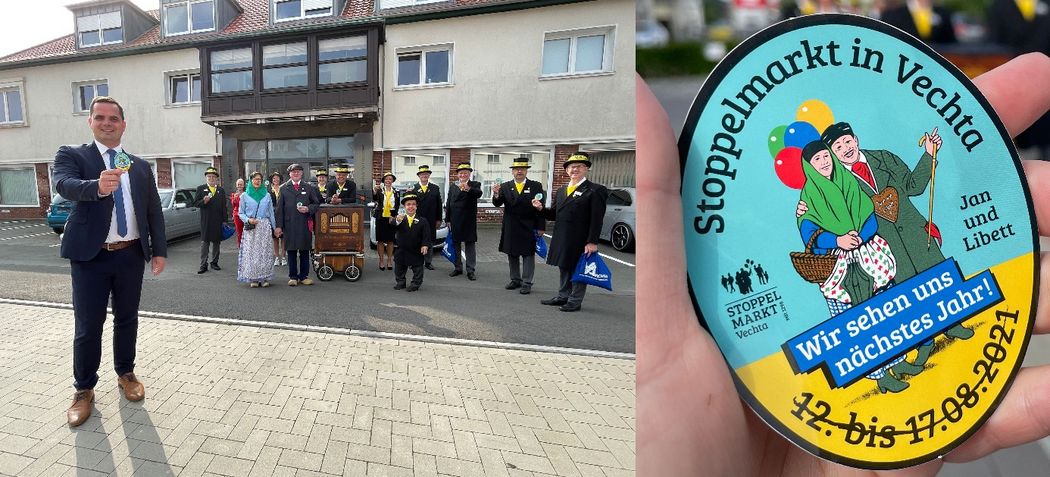 Stoppelmarkt in Vechta
Jan
und
Libett
STOPPEL
MARKT
Vechta
Wir sehen uns
nächstes Jahr!
12. bis 17.08.2021